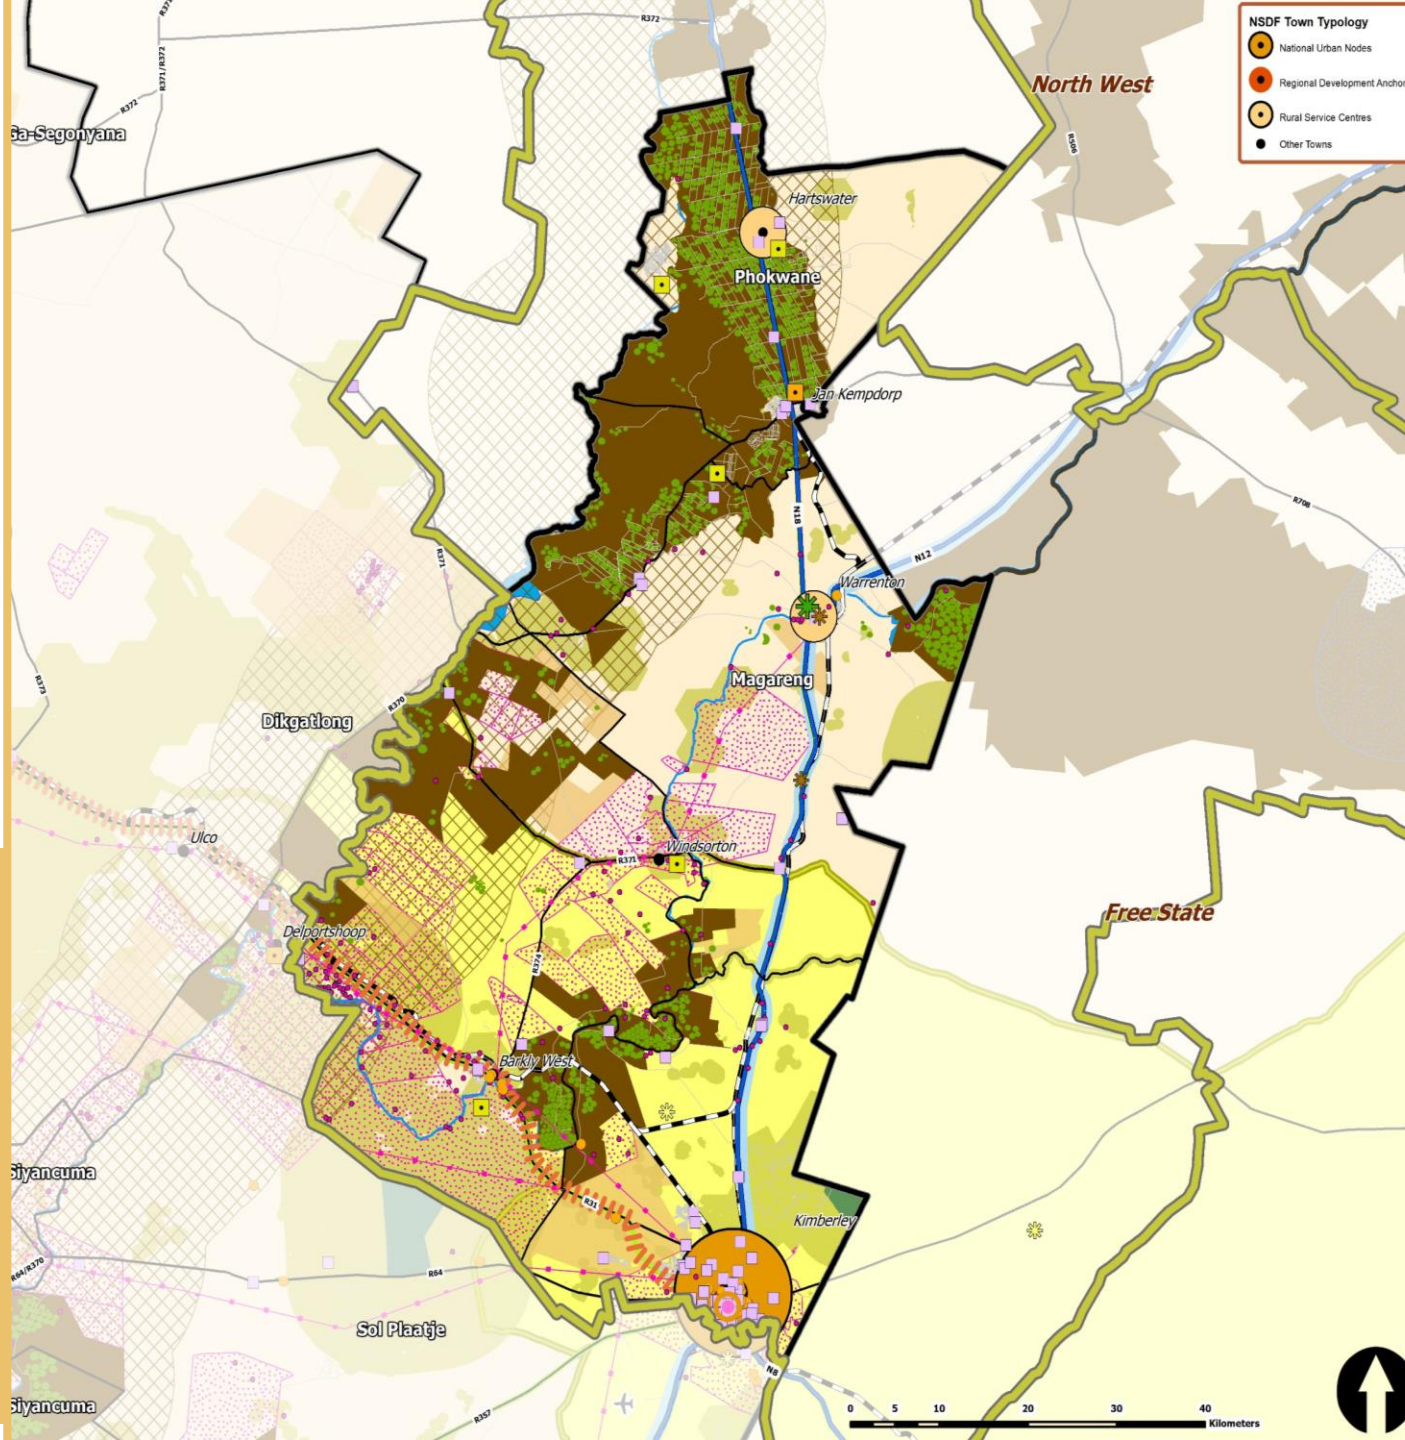 R372
R371
R371/R372
R372
Ga-Segonyana
North West
R506
NSDF Town Typology
National Urban Nodes
Regional Development Anchor
Rural Service Centres
Other Towns
Hartswater
Phokwane
Jan Kempdorp
N18
R708
N12
R371
Warrenton
R373
R370
Dikgatlong
Magareng
Ulco
Windsorton
R371
Free State
Delportshoop
R374
Barkly West
Siyancuma
R31
Kimberley
R64/R370
R64
Sol Plaatje
N8
Siyancuma
R357
0 5 10 20 30 40
Kilometers